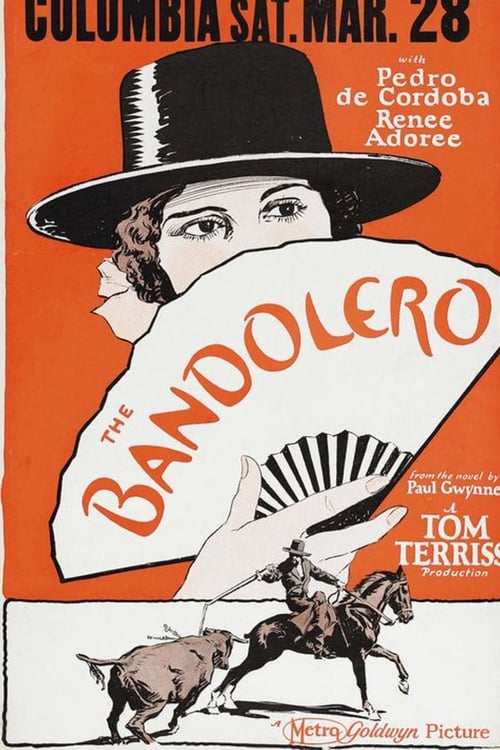 COLUMBIA SAT. MAR. 28
with
Pedro
de Cordoba
Renee
Adoree
THE
BANDOLERO
from the novel by
Paul Gwynne
A
TOM
TERRISS
Production
A Metro Goldwyn Picture